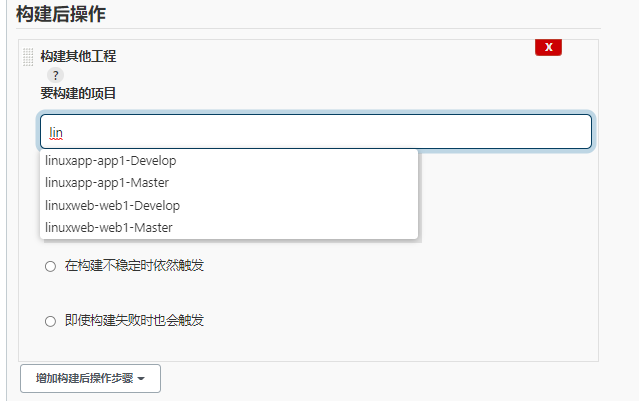 构建后操作
X
构建其他工程
?
要构建的项目
lin
linuxapp-app1-Develop
linuxapp-app1-Master
linuxweb-web1-Develop
linuxweb-web1-Master
在构建不稳定时依然触发
即使构建失败时也会触发
增加构建后操作步骤